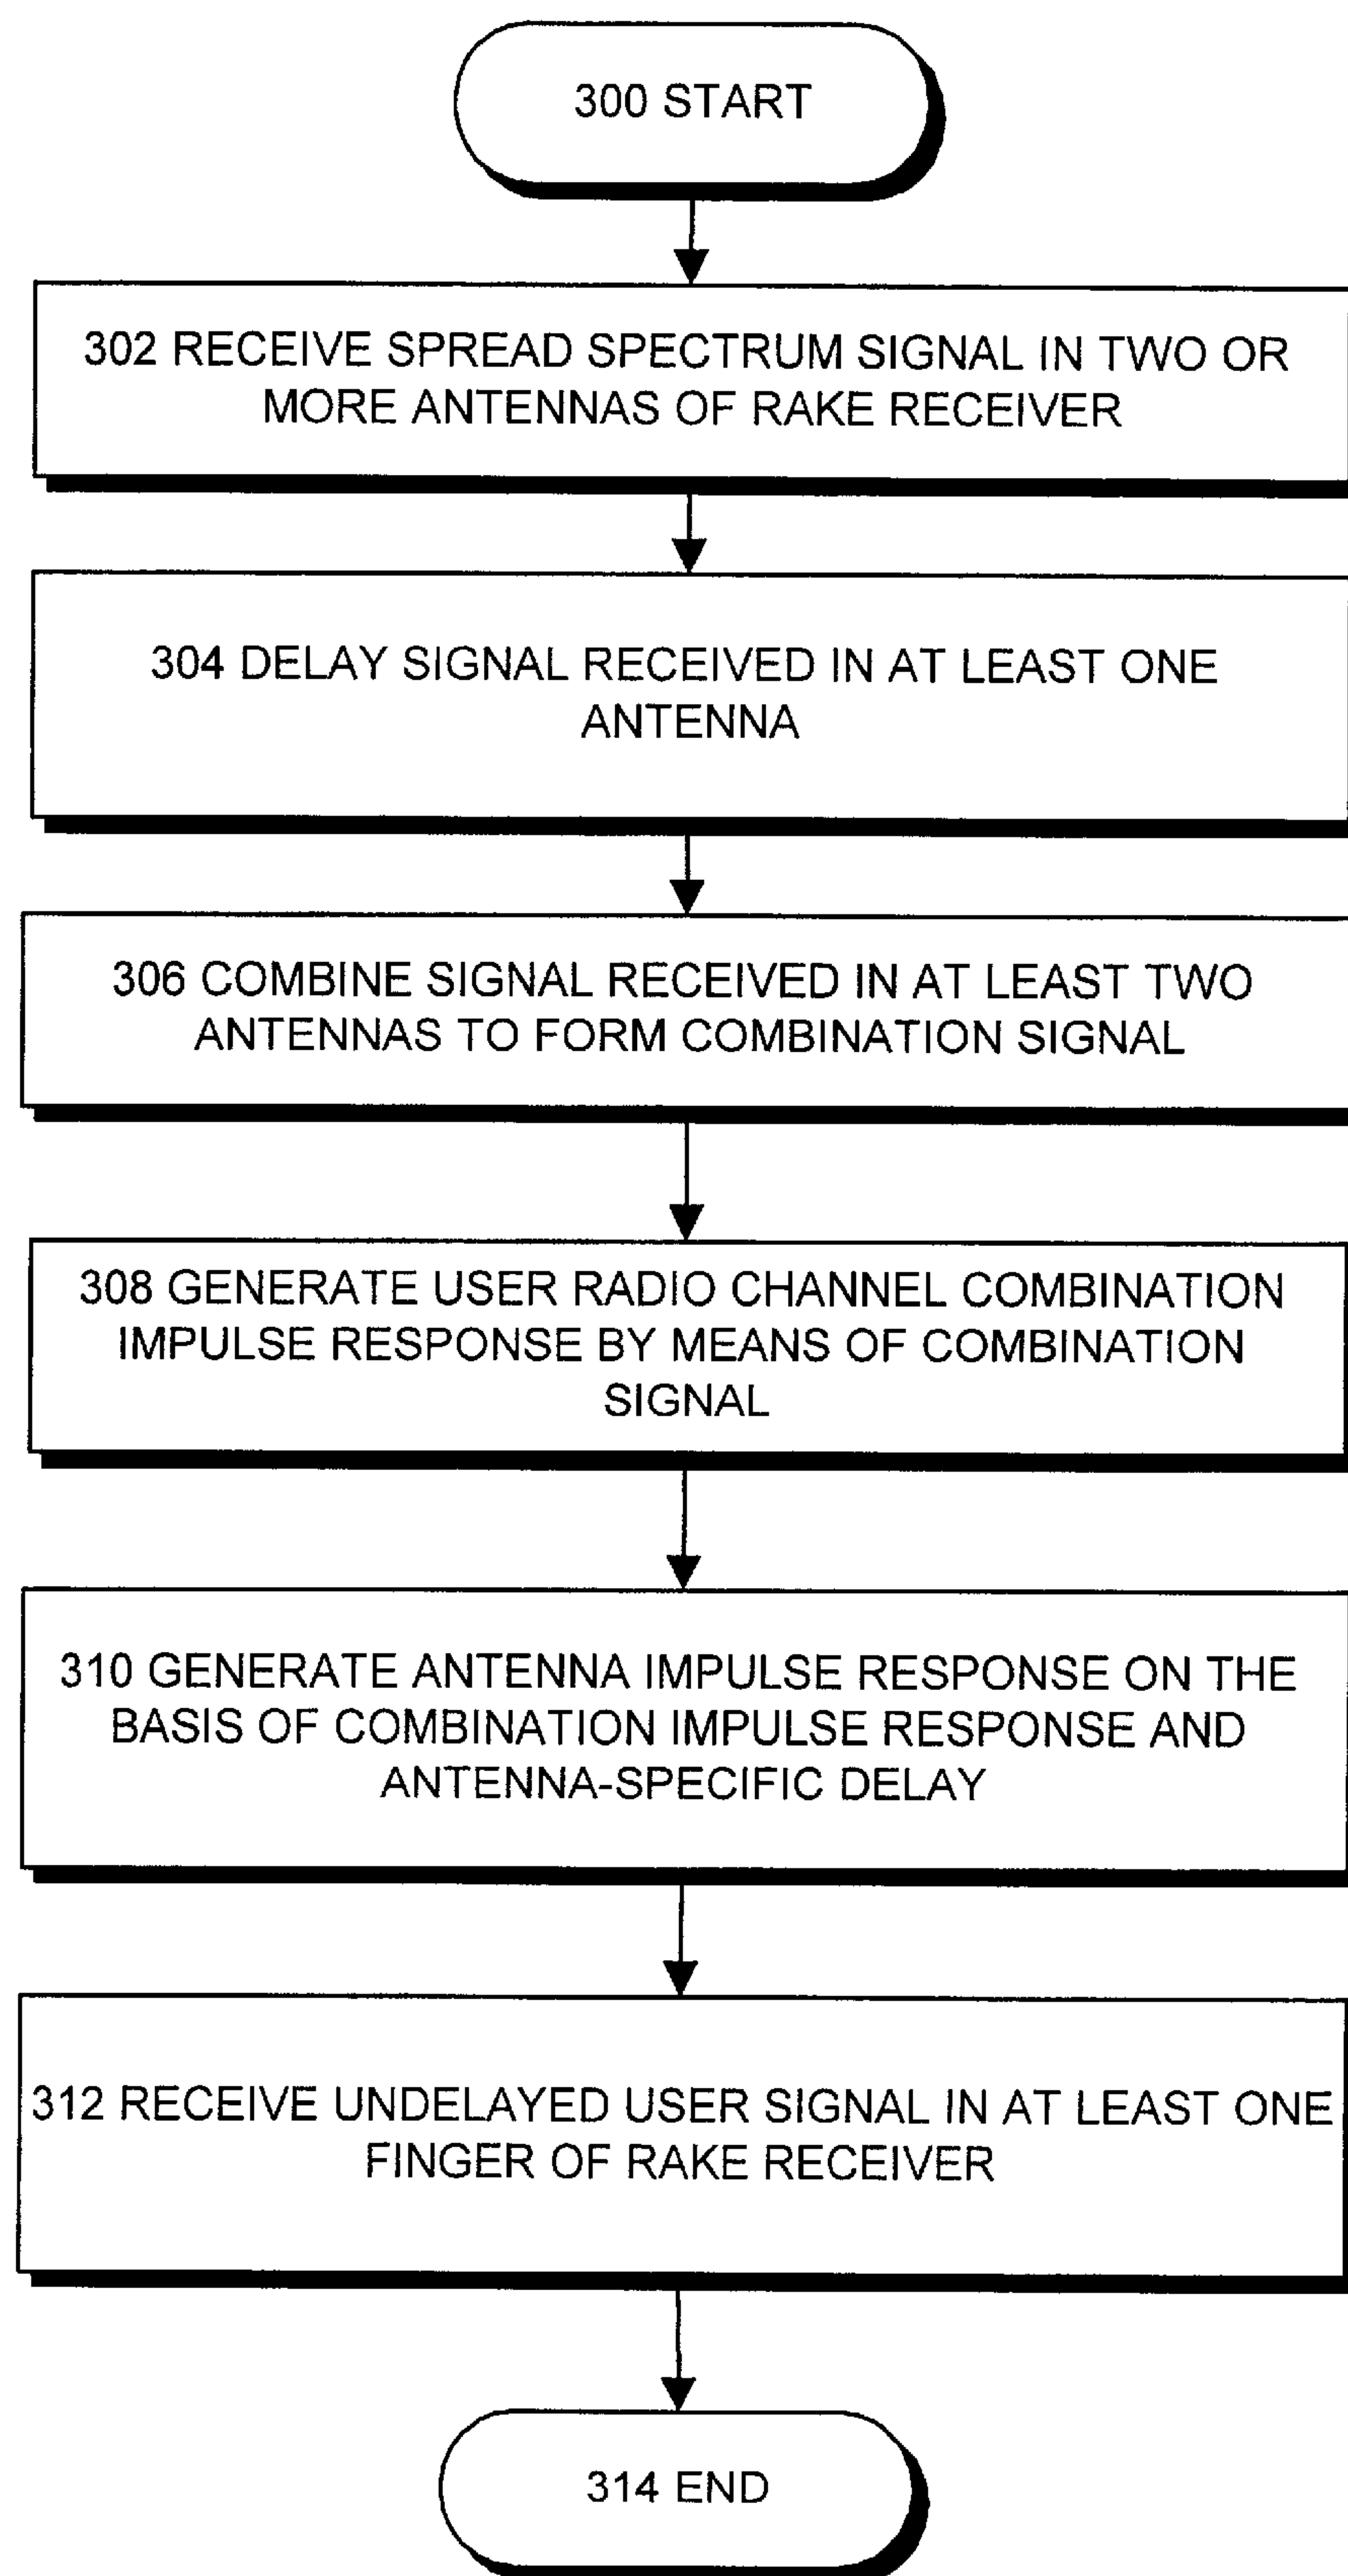 300 START
302 RECEIVE SPREAD SPECTRUM SIGNAL IN TWO OR
MORE ANTENNAS OF RAKE RECEIVER
304 DELAY SIGNAL RECEIVED IN AT LEAST ONE
ANTENNA
306 COMBINE SIGNAL RECEIVED IN AT LEAST TWO
ANTENNAS TO FORM COMBINATION SIGNAL
308 GENERATE USER RADIO CHANNEL COMBINATION
IMPULSE RESPONSE BY MEANS OF COMBINATION
SIGNAL
310 GENERATE ANTENNA IMPULSE RESPONSE ON THE
BASIS OF COMBINATION IMPULSE RESPONSE AND
ANTENNA-SPECIFIC DELAY
312 RECEIVE UNDELAYED USER SIGNAL IN AT LEAST ONE
FINGER OF RAKE RECEIVER
314 END